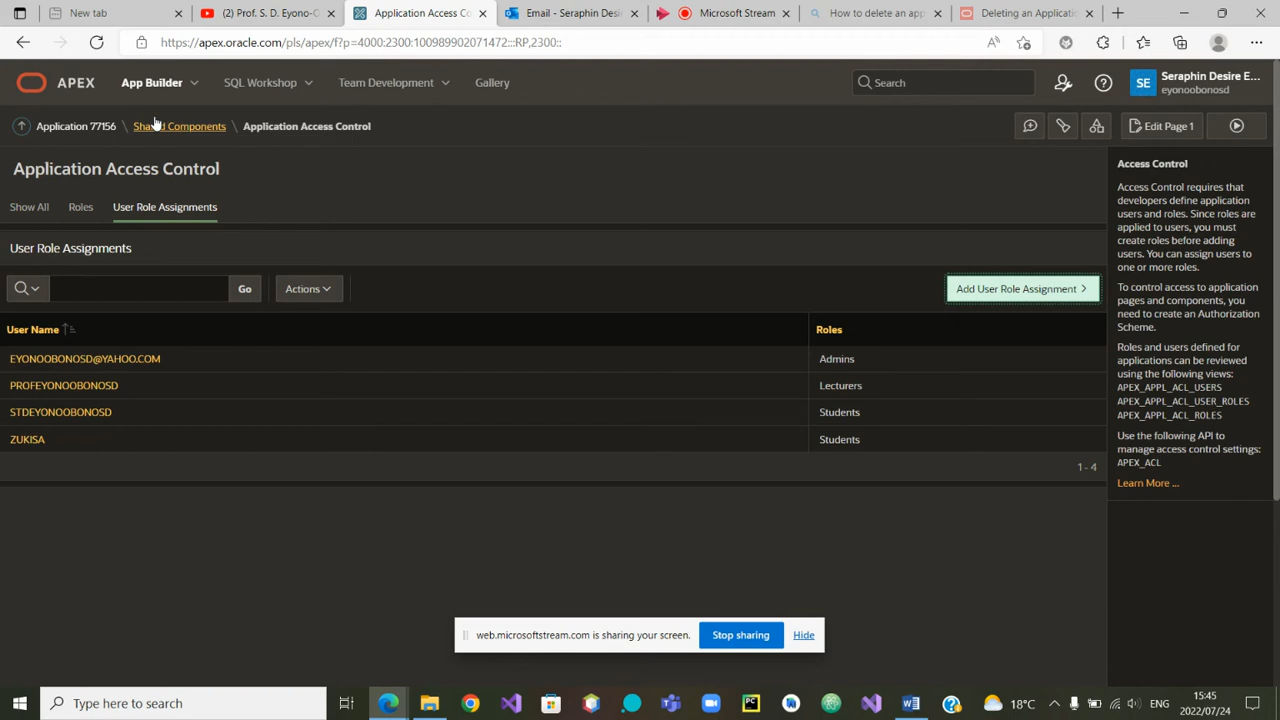 New tab
(2) Prof. S. D. Eyono-O
Application Access Co
Email - Seraphin Desire E
Microsoft Stream
How to delete an app
Deleting an Applicatio
https://apex.oracle.com/pls/apex/f?p=4000:2300:100989902071472:::RP,2300::
APEX
App Builder
SQL Workshop
Team Development
Gallery
Search
SE
Seraphin Desire E...
eyonoobonosd
Application 77156 \ Shared Components \ Application Access Control
Edit Page 1
Application Access Control
Show All
Roles
User Role Assignments
User Role Assignments
Go
Actions
Add User Role Assignment >
User Name
Roles
EYONOOBONOSD@YAHOO.COM
Admins
PROFEYONOOBONOSD
Lecturers
STDEYONOOBONOSD
Students
ZUKISA
Students
1 - 4
Access Control
Access Control requires that
developers define application
users and roles. Since roles are
applied to users, you must
create roles before adding
users. You can assign users to
one or more roles.
To control access to application
pages and components, you
need to create an Authorization
Scheme.
Roles and users defined for
applications can be reviewed
using the following views:
APEX_APPL_ACL_USERS
APEX_APPL_ACL_USER_ROLES
APEX_APPL_ACL_ROLES
Use the following API to
manage access control settings:
APEX_ACL
Learn More ...
web.microsoftstream.com is sharing your screen.
Stop sharing
Hide
Type here to search
18°C
ENG
15:45
2022/07/24